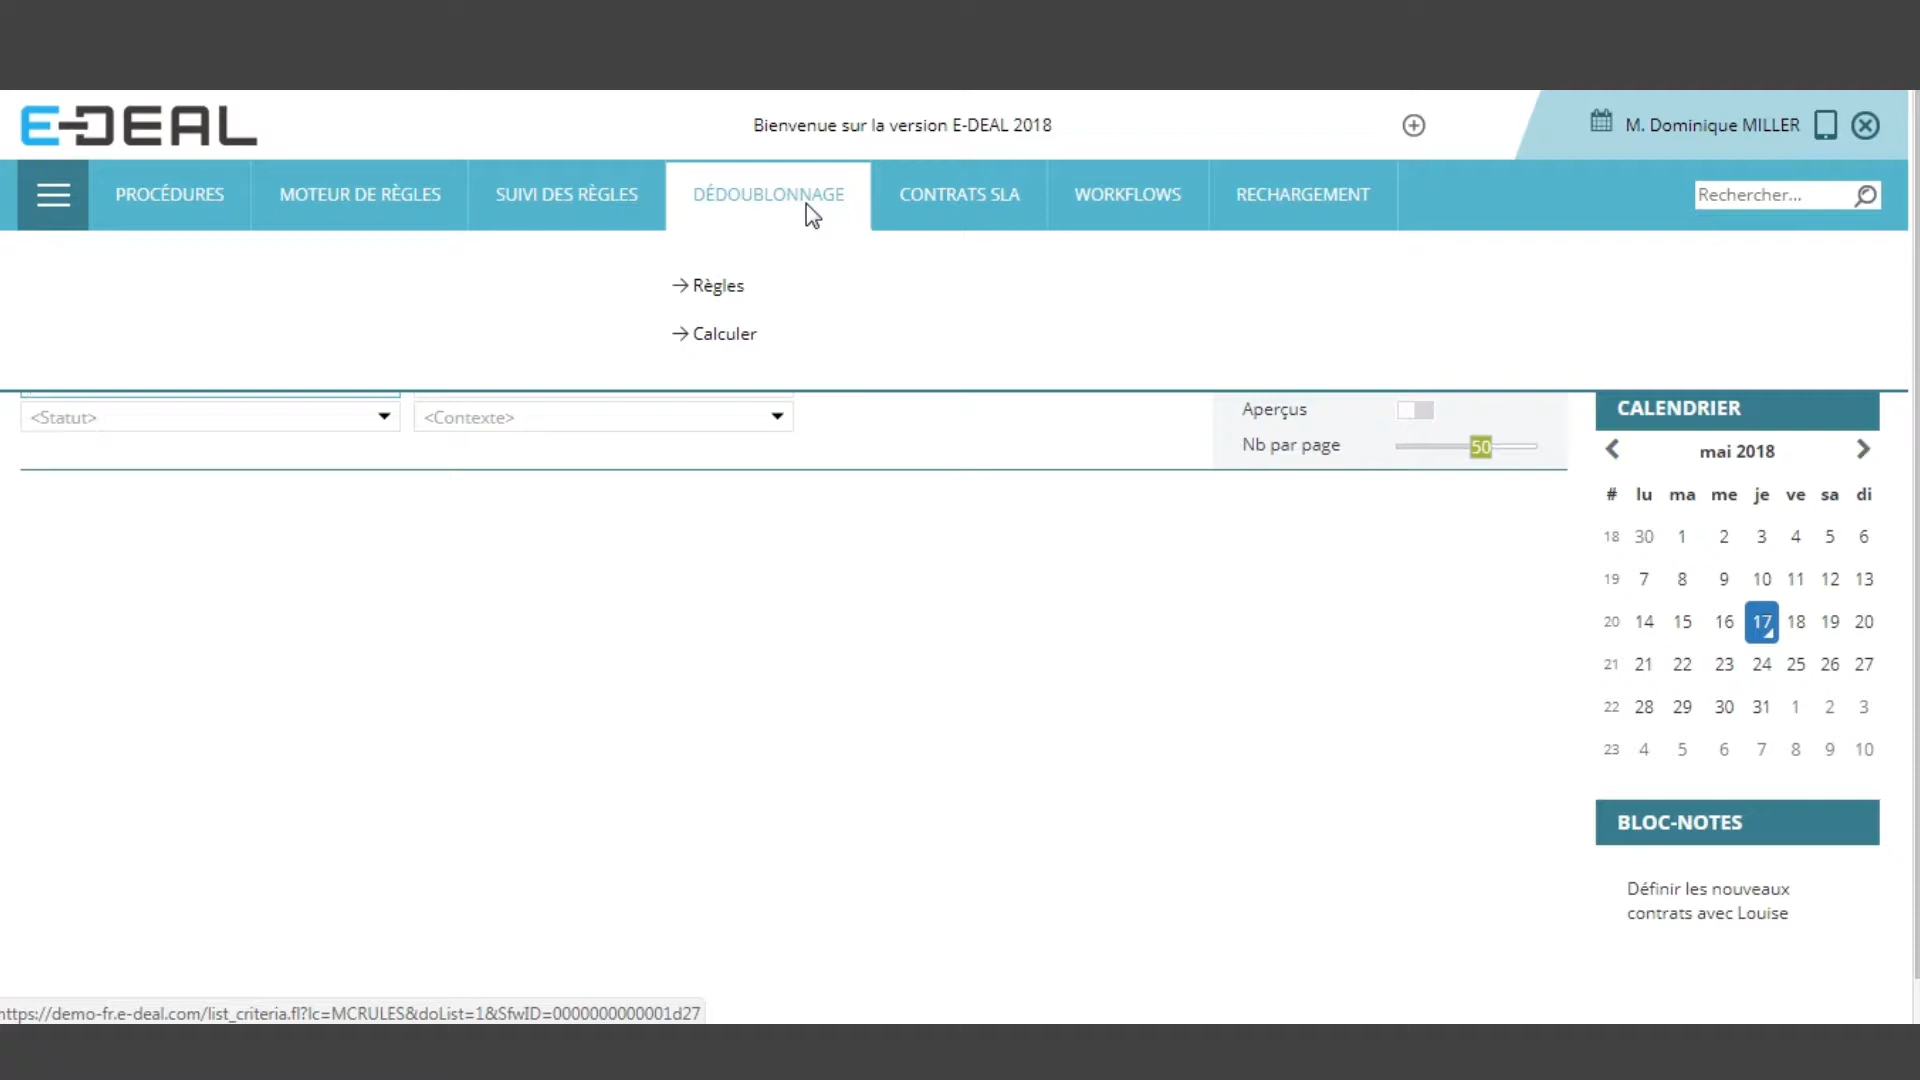 E-DEAL
Bienvenue sur la version E-DEAL 2018
M. Dominique MILLER
PROCÉDURES
MOTEUR DE RÈGLES
SUIVI DES RÈGLES
DÉDOUBLONNAGE
CONTRATS SLA
WORKFLOWS
RECHARGEMENT
Rechercher...
Règles
Calculer
<Statut>
<Contexte>
Aperçus
Nb par page
50
CALENDRIER
mai 2018
# lu ma me je ve sa di
18 30 1 2 3 4 5 6
19 7 8 9 10 11 12 13
20 14 15 16 17 18 19 20
21 21 22 23 24 25 26 27
22 28 29 30 31 1 2 3
23 4 5 6 7 8 9 10
BLOC-NOTES
Définir les nouveaux
contrats avec Louise
https://demo-fr.e-deal.com/list_criteria.fl?lc=MCRULES&doList=1&SfwID=0000000000001d27